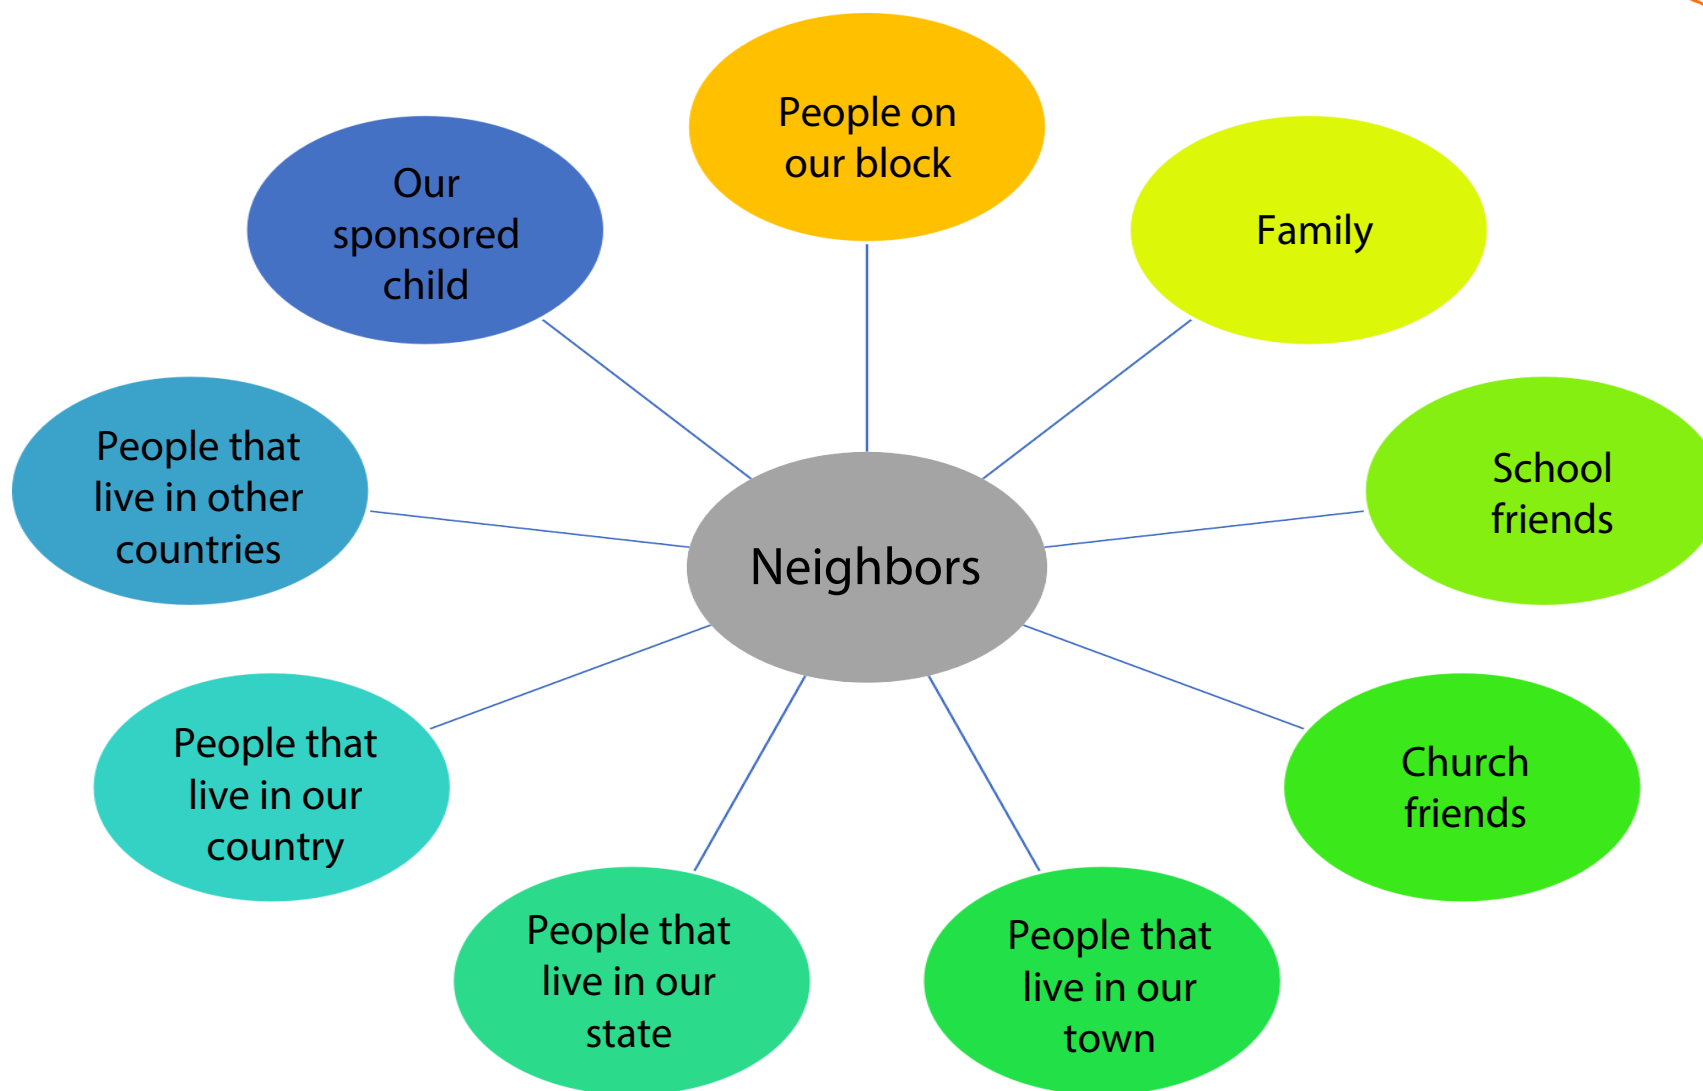 People on
our block
Family
School
friends
Church
friends
People that
live in our
town
People that
live in our
state
People that
live in our
country
People that
live in other
countries
Our
sponsored
child
Neighbors